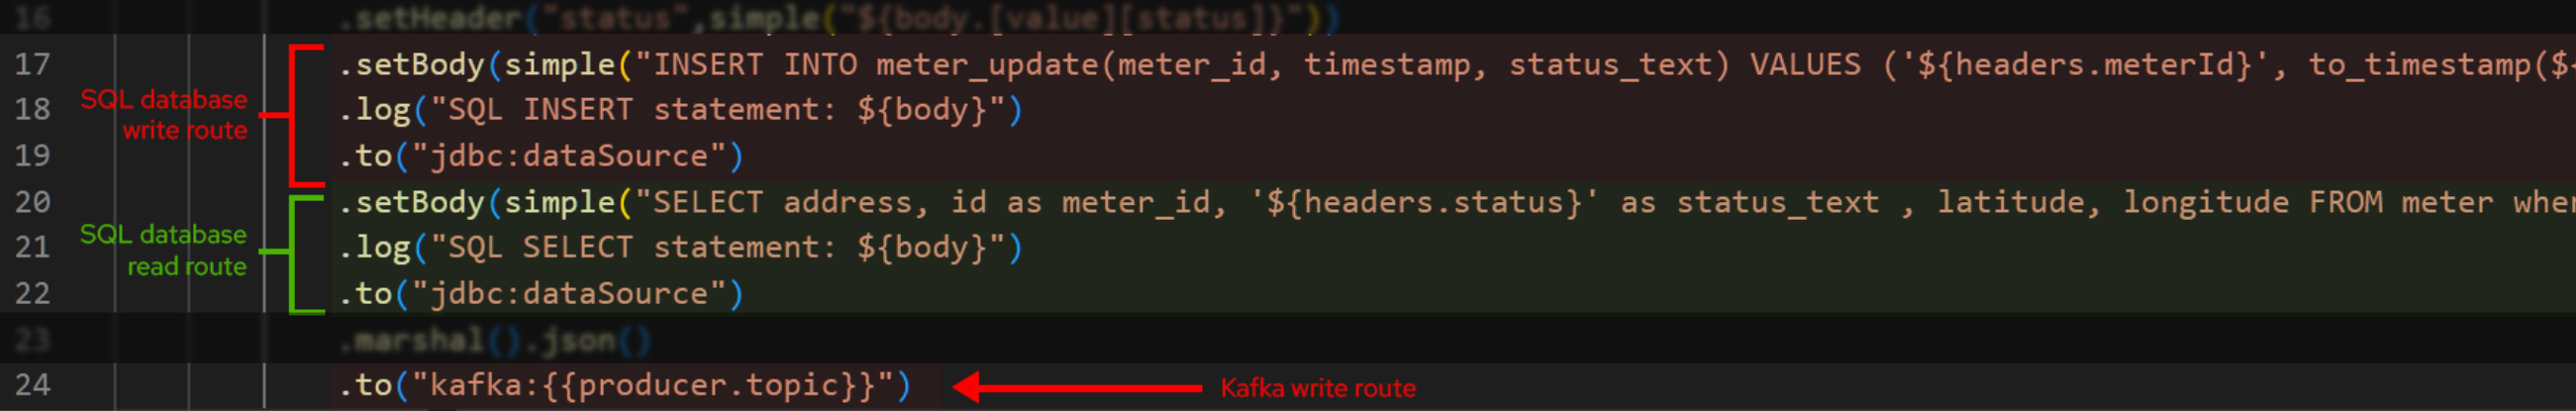 16 .setHeader("status",simple("${body.[value][status]}"))
17 .setBody(simple("INSERT INTO meter_update(meter_id, timestamp, status_text) VALUES ('${headers.meterId}', to_timestamp($
SQL database
write route
18 .log("SQL INSERT statement: ${body}")
19 .to("jdbc:dataSource")
20 .setBody(simple("SELECT address, id as meter_id, '${headers.status}' as status_text , latitude, longitude FROM meter
SQL database
read route
21 .log("SQL SELECT statement: ${body}")
22 .to("jdbc:dataSource")
23 .marshal().json()
24 .to("kafka:{{producer.topic}}") Kafka write route